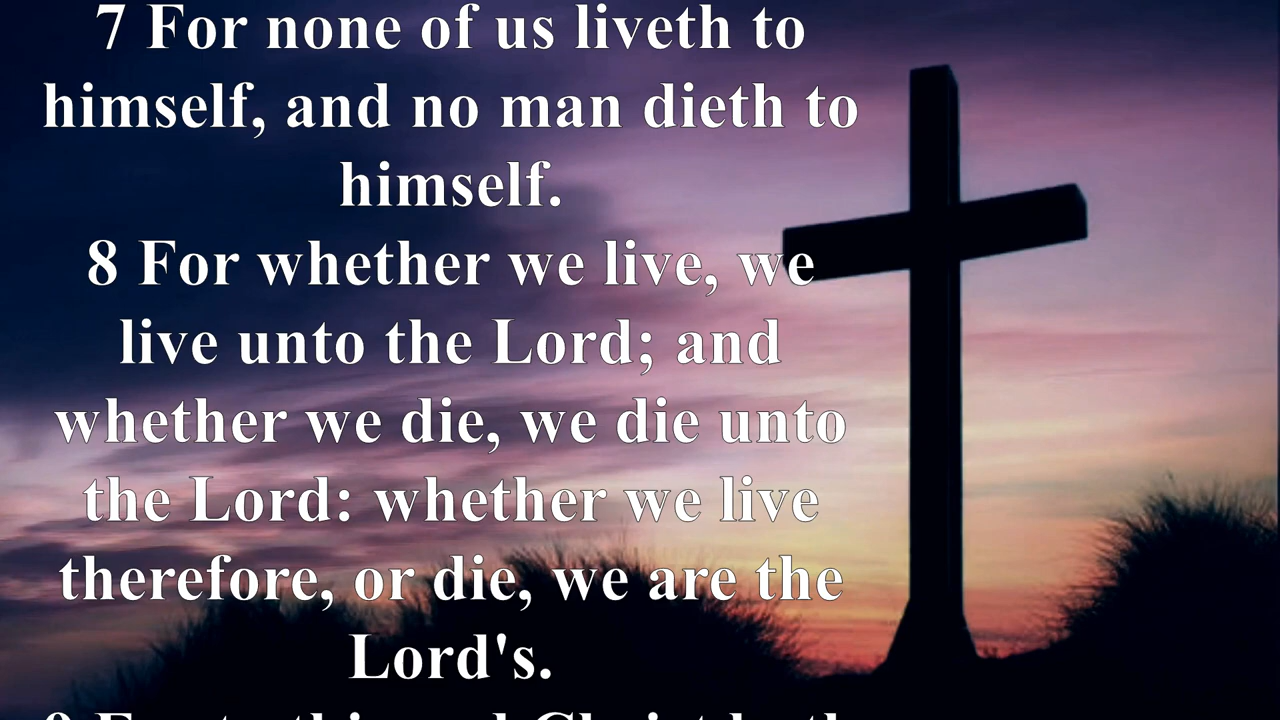 7 For none of us liveth to
himself, and no man dieth to
himself.
8 For whether we live, we
live unto the Lord; and
whether we die, we die unto
the Lord: whether we live
therefore, or die, we are the
Lord's.